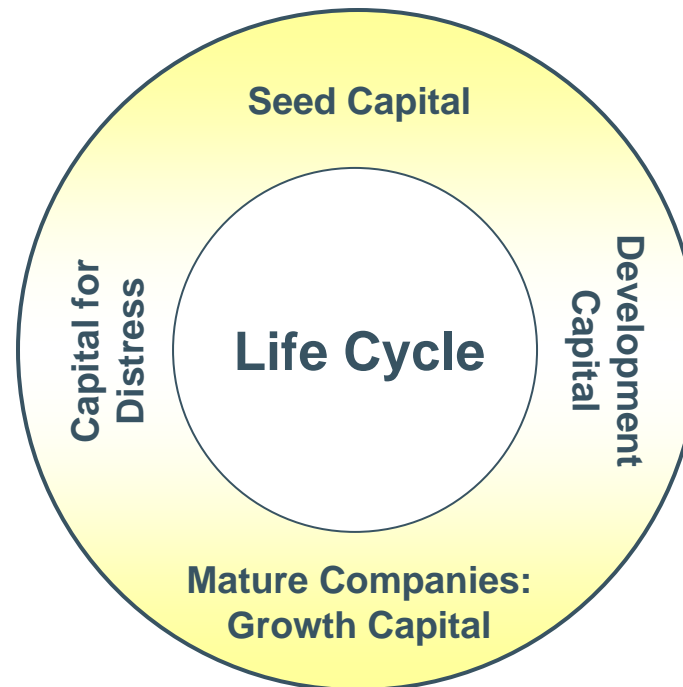 Seed Capital
Development
Capital
Life Cycle
Capital for
Distress
Mature Companies:
Growth Capital